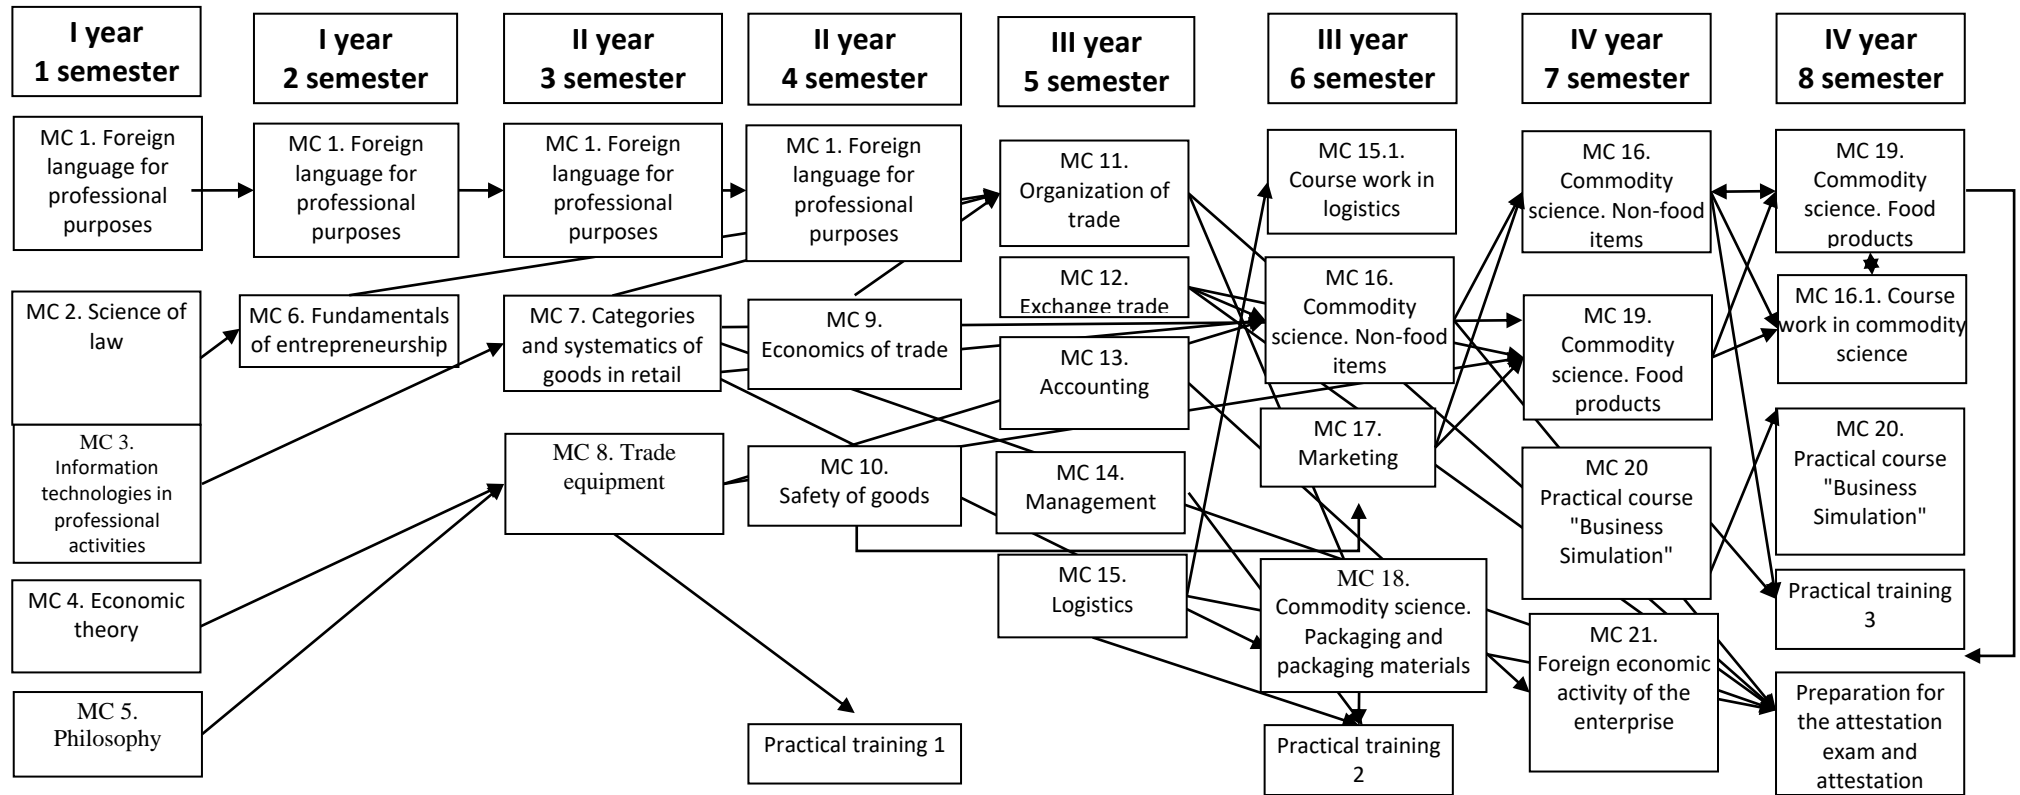 I year
1 semester
I year
2 semester
II year
3 semester
II year
4 semester
III year
5 semester
III year
6 semester
IV year
7 semester
IV year
8 semester
MC 1. Foreign
language for
professional
purposes
MC 2. Science of
law
MC 3.
Information
technologies in
professional
activities
MC 4. Economic
theory
MC 5.
Philosophy
MC 1. Foreign
language for
professional
purposes
MC 6. Fundamentals
of entrepreneurship
MC 1. Foreign
language for
professional
purposes
MC 7. Categories
and systematics of
goods in retail
MC 8. Trade
equipment
MC 1. Foreign
language for
professional
purposes
MC 9.
Economics of trade
MC 10.
Safety of goods
Practical training 1
MC 11.
Organization of
trade
MC 12.
Exchange trade
MC 13.
Accounting
MC 14.
Management
MC 15.
Logistics
MC 15.1.
Course work in
logistics
MC 16.
Commodity
science. Non-food
items
MC 17.
Marketing
MC 18.
Commodity science.
Packaging and
packaging materials
Practical training
2
MC 16.
Commodity
science. Non-food
items
MC 19.
Commodity
science. Food
products
MC 20
Practical course
"Business
Simulation"
MC 21.
Foreign economic
activity of the
enterprise
MC 19.
Commodity
science. Food
products
MC 16.1. Course
work in commodity
science
MC 20.
Practical course
"Business
Simulation"
Practical training
3
Preparation for
the attestation
exam and
attestation